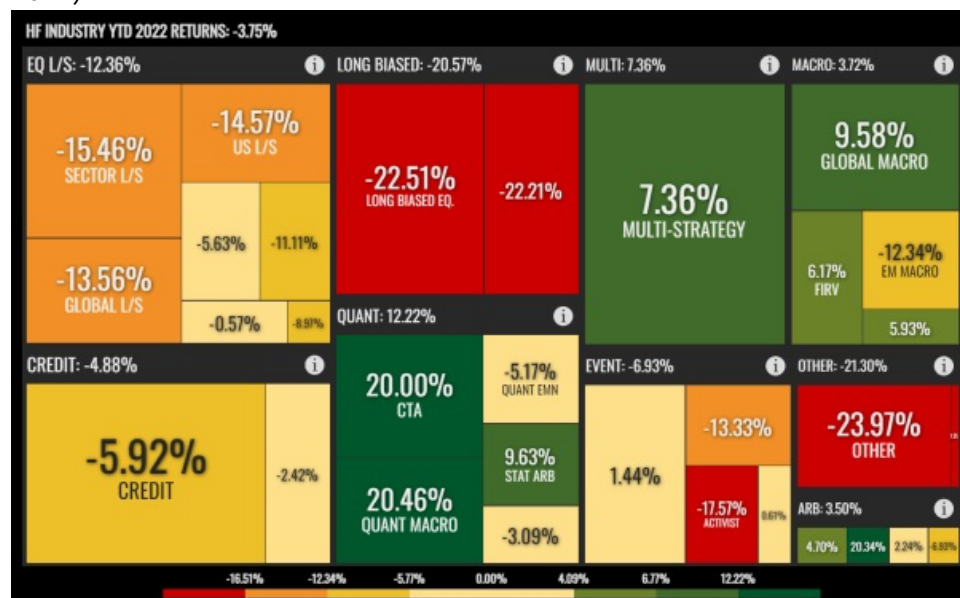 HF INDUSTRY YTD 2022 RETURNS: -3.75%
EQ L/S: -12.36%
-15.46%
SECTOR L/S
-14.57%
US L/S
-13.56%
GLOBAL L/S
-5.63%
-11.11%
-0.57%
-8.97%
LONG BIASED: -20.57%
-22.51%
LONG BIASED EQ.
-22.21%
MULTI: 7.36%
7.36%
MULTI-STRATEGY
MACRO: 3.72%
9.58%
GLOBAL MACRO
6.17%
FIRV
-12.34%
EM MACRO
5.93%
CREDIT: -4.88%
-5.92%
CREDIT
-2.42%
QUANT: 12.22%
20.00%
CTA
-5.17%
QUANT EMN
20.46%
QUANT MACRO
9.63%
STAT ARB
-3.09%
EVENT: -6.93%
1.44%
-13.33%
-17.57%
ACTIVIST
0.61%
OTHER: -21.30%
-23.97%
OTHER
ARB: 3.50%
4.70%
20.34%
2.24%
-6.93%
-16.51%
-12.34%
-5.77%
0.00%
4.09%
6.77%
12.22%